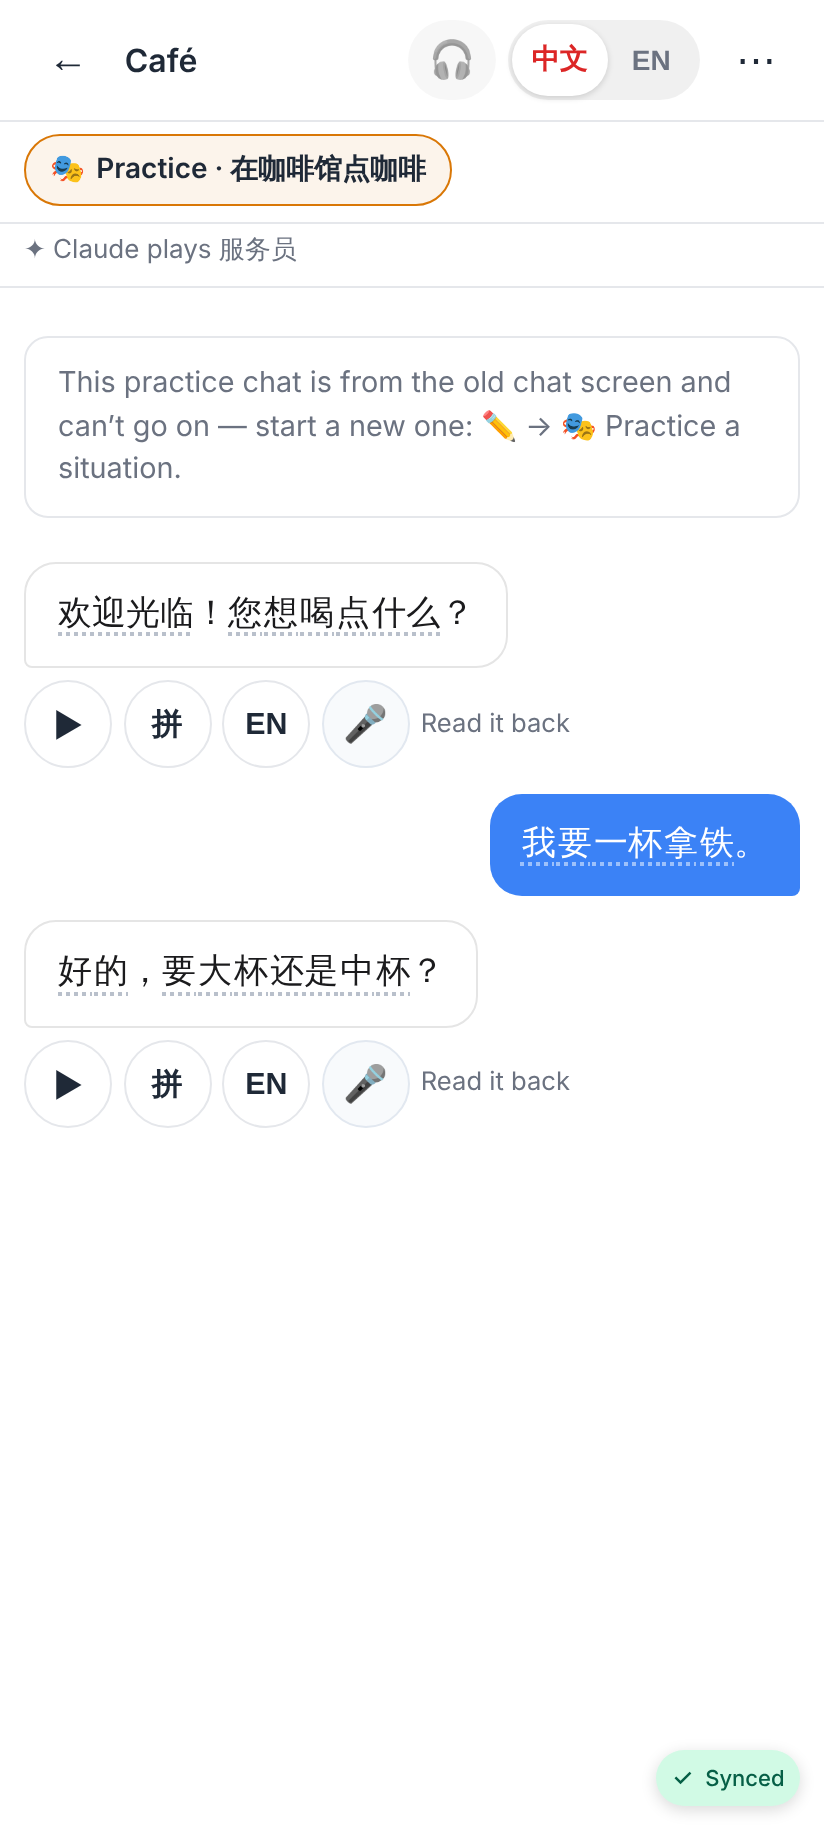 ← Café 🎧 中文 EN ⋯
🎭 Practice · 在咖啡馆点咖啡
✦ Claude plays 服务员
This practice chat is from the old chat screen and
can’t go on — start a new one: ✏️ → 🎭 Practice a
situation.
欢迎光临！您想喝点什么？
▶ 拼 EN 🎤 Read it back
我要一杯拿铁。
好的，要大杯还是中杯？
▶ 拼 EN 🎤 Read it back
✓ Synced